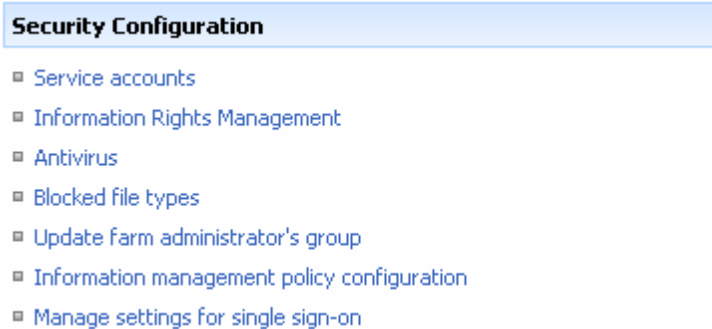 Security Configuration
Service accounts
Information Rights Management
Antivirus
Blocked file types
Update farm administrator's group
Information management policy configuration
Manage settings for single sign-on